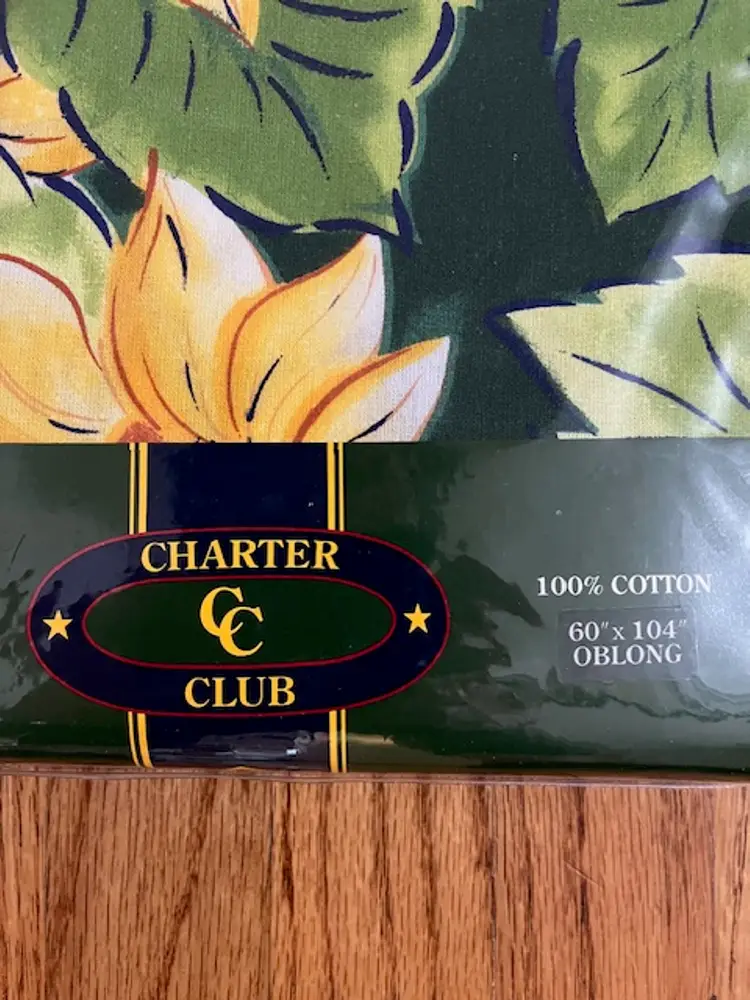 CHARTER
CC
CLUB
100% COTTON
60" x 104"
OBLONG